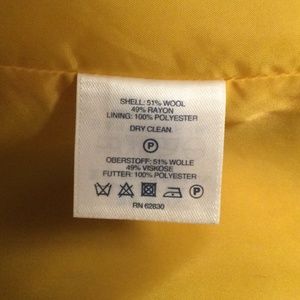 SHELL: 51% WOOL
49% RAYON
LINING: 100% POLYESTER
DRY CLEAN.
P
OBERSTOFF: 51% WOLLE
49% VISKOSE
FUTTER: 100% POLYESTER
P
RN 62630